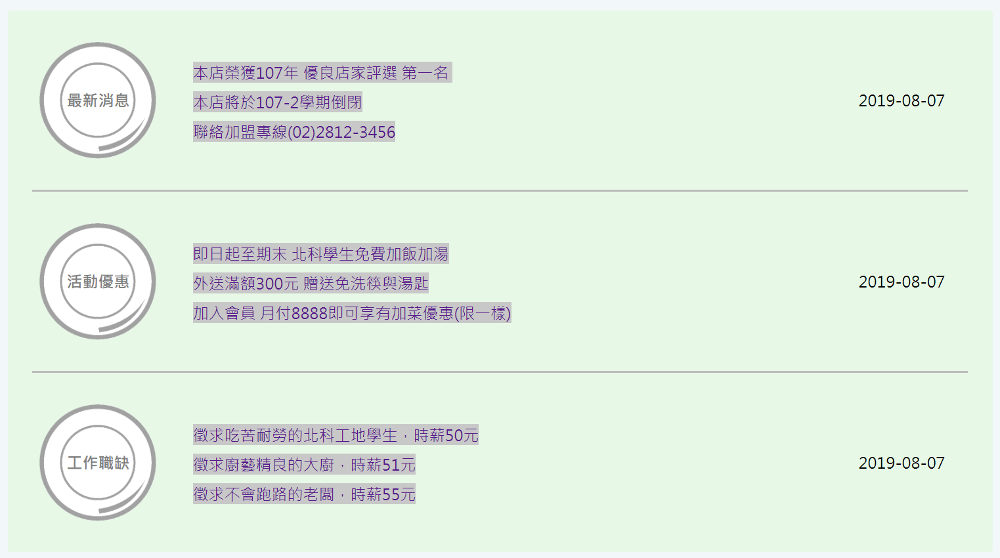 最新消息
本店榮獲107年 優良店家評選 第一名
本店將於107-2學期倒閉
聯絡加盟專線(02)2812-3456
2019-08-07
活動優惠
即日起至期末 北科學生免費加飯加湯
外送滿額300元 贈送免洗筷與湯匙
加入會員 月付8888即可享有加菜優惠(限一樣)
2019-08-07
工作職缺
徵求吃苦耐勞的北科工地學生，時薪50元
徵求廚藝精良的大廚，時薪51元
徵求不會跑路的老闆，時薪55元
2019-08-07